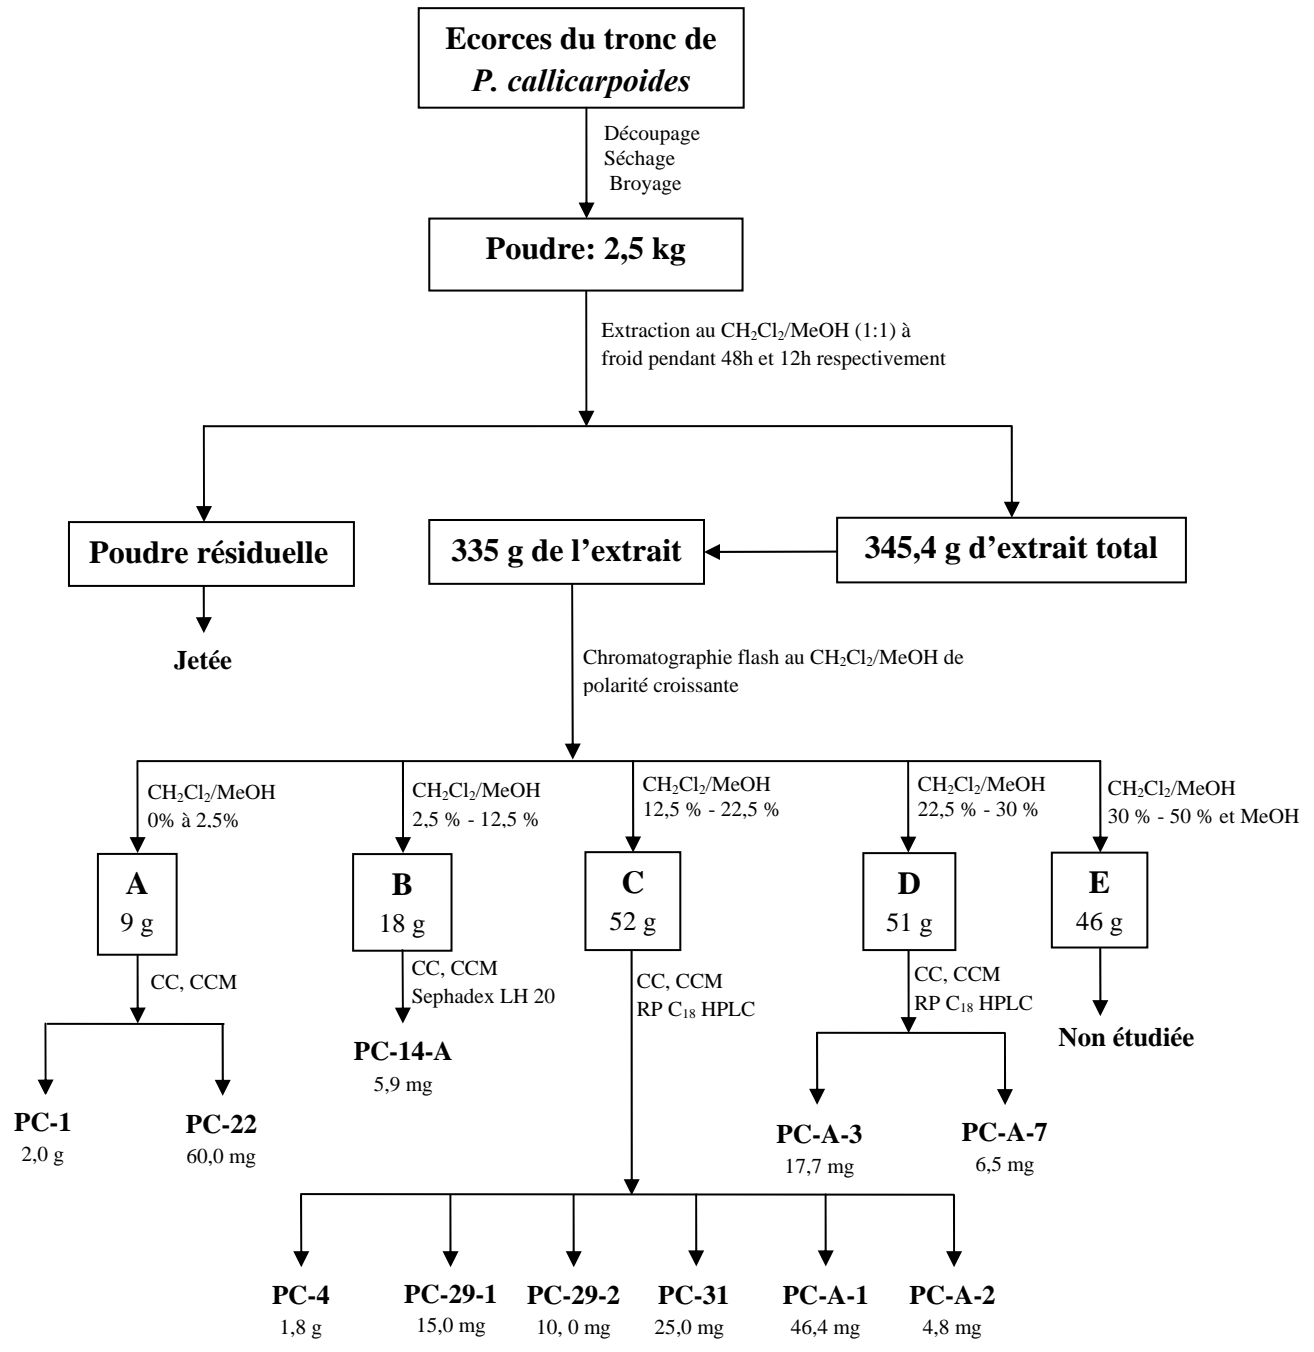 Ecorces du tronc de
P. callicarpoides
Découpage
Séchage
Broyage
Poudre: 2,5 kg
Extraction au CH₂Cl₂/MeOH (1:1) à
froid pendant 48h et 12h respectivement
Poudre résiduelle
335 g de l’extrait
345,4 g d’extrait total
Jetée
Chromatographie flash au CH₂Cl₂/MeOH de
polarité croissante
CH₂Cl₂/MeOH
0% à 2,5%
CH₂Cl₂/MeOH
2,5 % - 12,5 %
CH₂Cl₂/MeOH
12,5 % - 22,5 %
CH₂Cl₂/MeOH
22,5 % - 30 %
CH₂Cl₂/MeOH
30 % - 50 % et MeOH
A
9 g
B
18 g
C
52 g
D
51 g
E
46 g
CC, CCM
CC, CCM
Sephadex LH 20
CC, CCM
RP C₁₈ HPLC
CC, CCM
RP C₁₈ HPLC
Non étudiée
PC-14-A
5,9 mg
PC-1
2,0 g
PC-22
60,0 mg
PC-A-3
17,7 mg
PC-A-7
6,5 mg
PC-4
1,8 g
PC-29-1
15,0 mg
PC-29-2
10, 0 mg
PC-31
25,0 mg
PC-A-1
46,4 mg
PC-A-2
4,8 mg